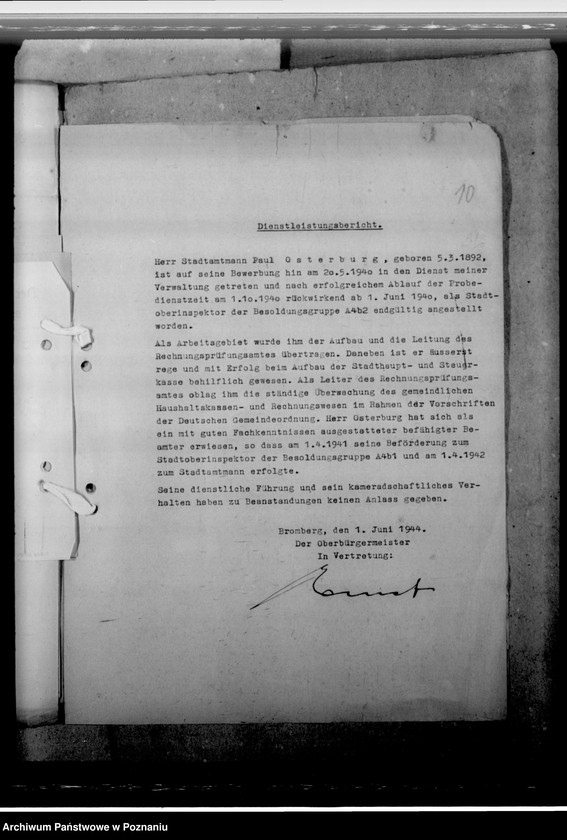 10
Dienstleistungsbericht.
Herr Stadtamtmann Paul O s t e r b u r g , geboren 5.3.1892,
ist auf seine Bewerbung hin am 2o.5.194o in den Dienst meiner
Verwaltung getreten und nach erfolgreichem Ablauf der Probe-
dienstzeit am 1.1o.194o rückwirkend ab 1. Juni 194o, als Stadt-
oberinspektor der Besoldungsgruppe A4b2 endgültig angestellt
worden.
Als Arbeitsgebiet wurde ihm der Aufbau und die Leitung des
Rechnungsprüfungsamtes übertragen. Daneben ist er äusserst
rege und mit Erfolg beim Aufbau der Stadthaupt- und Steuer-
kasse behilflich gewesen. Als Leiter des Rechnungsprüfungs-
amtes oblag ihm die ständige Überwachung des gemeindlichen
Haushaltskassen- und Rechnungswesen im Rahmen der Vorschriften
der Deutschen Gemeindeordnung. Herr Osterburg hat sich als
ein mit guten Fachkenntnissen ausgestatteter befähigter Be-
amter erwiesen, so dass am 1.4.1941 seine Beförderung zum
Stadtoberinspektor der Besoldungsgruppe A4b1 und am 1.4.1942
zum Stadtamtmann erfolgte.
Seine dienstliche Führung und sein kameradschaftliches Ver-
halten haben zu Beanstandungen keinen Anlass gegeben.
Bromberg, den 1. Juni 1944.
Der Oberbürgermeister
In Vertretung:
Ernst
Archiwum Państwowe w Poznaniu